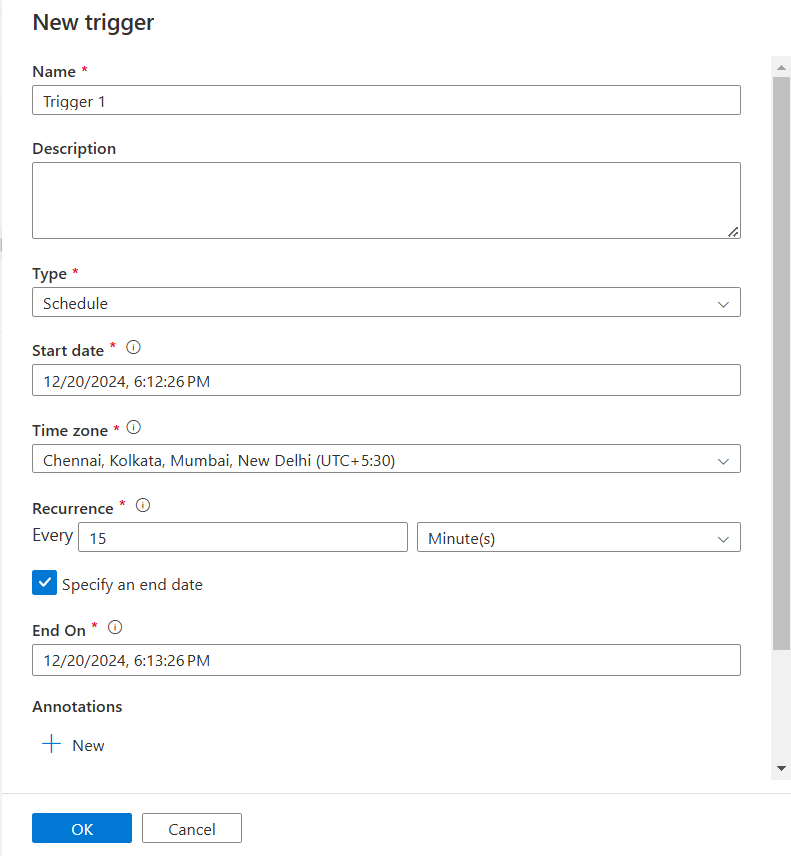 New trigger
Name *
Trigger 1
Description
Type *
Schedule
Start date *
12/20/2024, 6:12:26 PM
Time zone *
Chennai, Kolkata, Mumbai, New Delhi (UTC+5:30)
Recurrence *
Every 15 Minute(s)
Specify an end date
End On *
12/20/2024, 6:13:26 PM
Annotations
New
OK Cancel